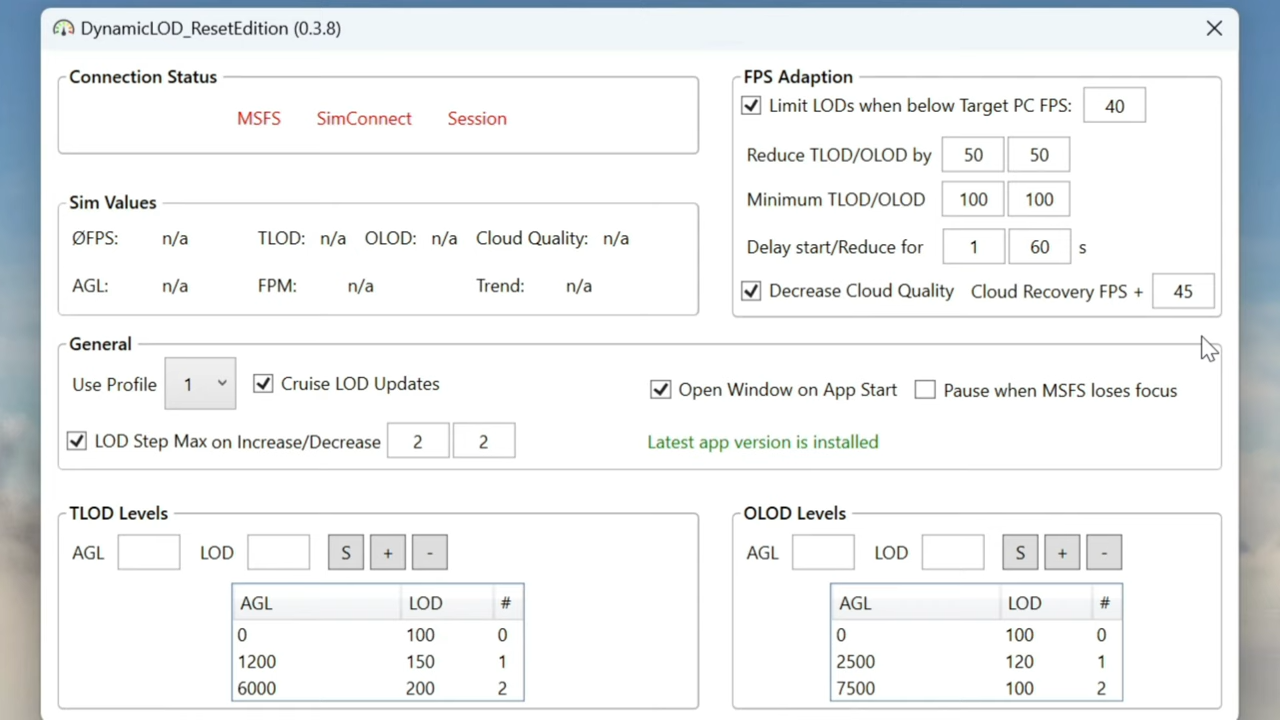 DynamicLOD_ResetEdition (0.3.8)
Connection Status
MSFS SimConnect Session
Sim Values
ØFPS: n/a TLOD: n/a OLOD: n/a Cloud Quality: n/a
AGL: n/a FPM: n/a Trend: n/a
FPS Adaption
Limit LODs when below Target PC FPS: 40
Reduce TLOD/OLOD by 50 50
Minimum TLOD/OLOD 100 100
Delay start/Reduce for 1 60 s
Decrease Cloud Quality Cloud Recovery FPS + 45
General
Use Profile 1 Cruise LOD Updates Open Window on App Start Pause when MSFS loses focus
LOD Step Max on Increase/Decrease 2 2 Latest app version is installed
TLOD Levels
AGL LOD S + -
AGL LOD #
0 100 0
1200 150 1
6000 200 2
OLOD Levels
AGL LOD S + -
AGL LOD #
0 100 0
2500 120 1
7500 100 2